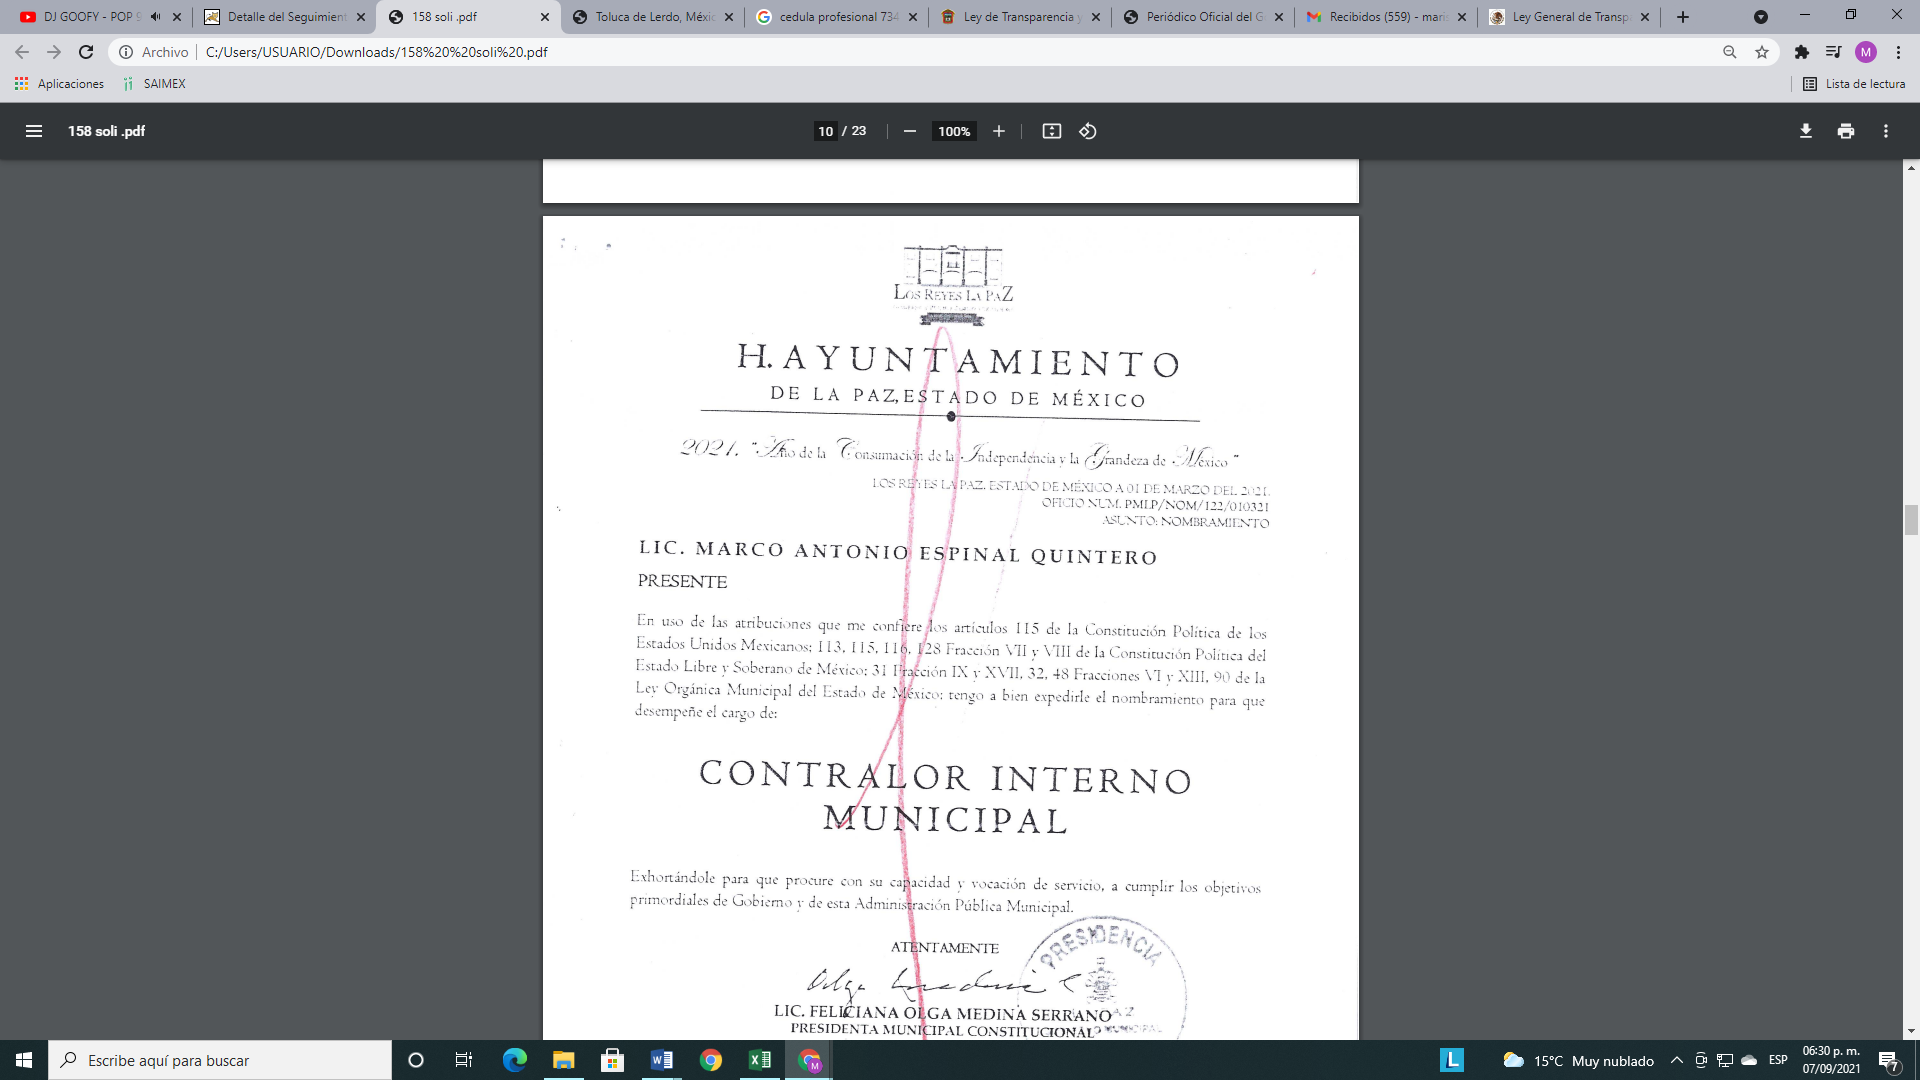 DJ GOOFY - POP 9
Detalle del Seguimient
158 soli .pdf
Toluca de Lerdo, Méxic
cedula profesional 734
Ley de Transparencia y
Periódico Oficial del G
Recibidos (559) - maris
Ley General de Transpa
Archivo
C:/Users/USUARIO/Downloads/158%20%20soli%20.pdf
M
Aplicaciones
SAIMEX
Lista de lectura
158 soli .pdf
10 / 23
100%
LOS REYES LA PAZ
H. AYUNTAMIENTO
DE LA PAZ, ESTADO DE MÉXICO
2021. "Año de la Consumación de la Independencia y la Grandeza de México"
LOS REYES LA PAZ, ESTADO DE MÉXICO A 01 DE MARZO DEL 2021.
OFICIO NUM. PMLP/NOM/122/010321
ASUNTO: NOMBRAMIENTO
LIC. MARCO ANTONIO ESPINAL QUINTERO
PRESENTE
En uso de las atribuciones que me confiere los artículos 115 de la Constitución Política de los
Estados Unidos Mexicanos; 113, 115, 116, 128 Fracción VII y VIII de la Constitución Política del
Estado Libre y Soberano de México; 31 Fracción IX y XVII, 32, 48 Fracciones VI y XIII, 90 de la
Ley Orgánica Municipal del Estado de México; tengo a bien expedirle el nombramiento para que
desempeñe el cargo de:
CONTRALOR INTERNO
MUNICIPAL
Exhortándole para que procure con su capacidad y vocación de servicio, a cumplir los objetivos
primordiales de Gobierno y de esta Administración Pública Municipal.
ATENTAMENTE
PRESIDENCIA
LIC. FELICIANA OLGA MEDINA SERRANO
PRESIDENTA MUNICIPAL CONSTITUCIONAL
Escribe aquí para buscar
L
15°C Muy nublado
ESP
06:30 p. m.
07/09/2021
7